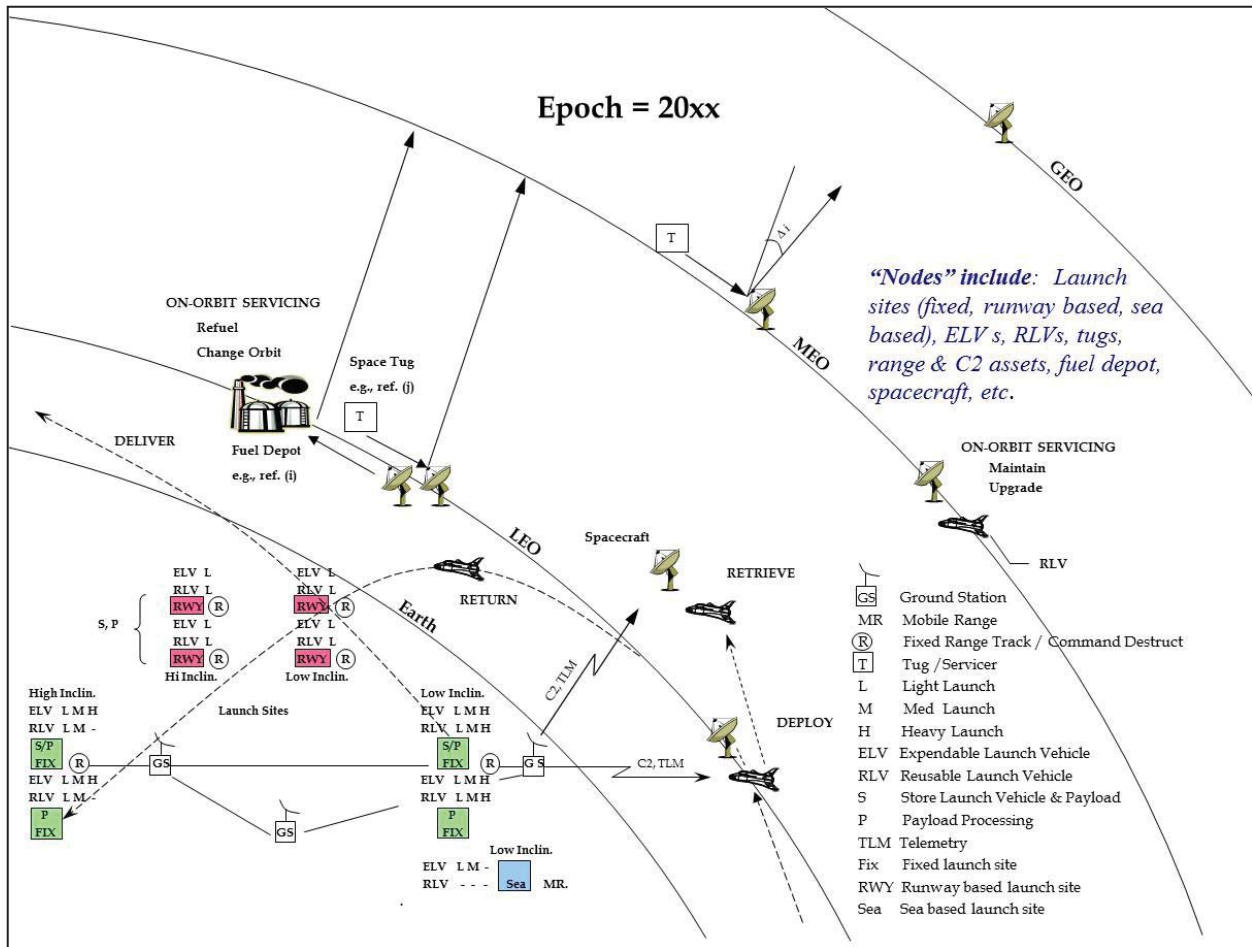 Epoch = 20xx
GEO
T
Δ i
MEO
“Nodes” include: Launch
sites (fixed, runway based, sea
based), ELV s, RLVs, tugs,
range & C2 assets, fuel depot,
spacecraft, etc.
ON-ORBIT SERVICING
Refuel
Change Orbit
Space Tug
e.g., ref. (j)
T
DELIVER
Fuel Depot
e.g., ref. (i)
ON-ORBIT SERVICING
Maintain
Upgrade
RLV
LEO
Spacecraft
RETRIEVE
RETURN
Earth
C2, TLM
DEPLOY
C2, TLM
S, P
ELV L
RLV L
RWY R
ELV L
RLV L
RWY R
Hi Inclin.
ELV L
RLV L
RWY R
ELV L
RLV L
RWY R
Low Inclin.
Launch Sites
High Inclin.
ELV L M H
RLV L M -
S/P
FIX R
GS
ELV L M H
RLV L M -
P
FIX
GS
Low Inclin.
ELV L M H
RLV L M H
S/P
FIX R
G S
ELV L M H
RLV L M H
P
FIX
Low Inclin.
ELV L M -
RLV - - -
Sea MR.
GS Ground Station
MR Mobile Range
R Fixed Range Track / Command Destruct
T Tug /Servicer
L Light Launch
M Med Launch
H Heavy Launch
ELV Expendable Launch Vehicle
RLV Reusable Launch Vehicle
S Store Launch Vehicle & Payload
P Payload Processing
TLM Telemetry
Fix Fixed launch site
RWY Runway based launch site
Sea Sea based launch site